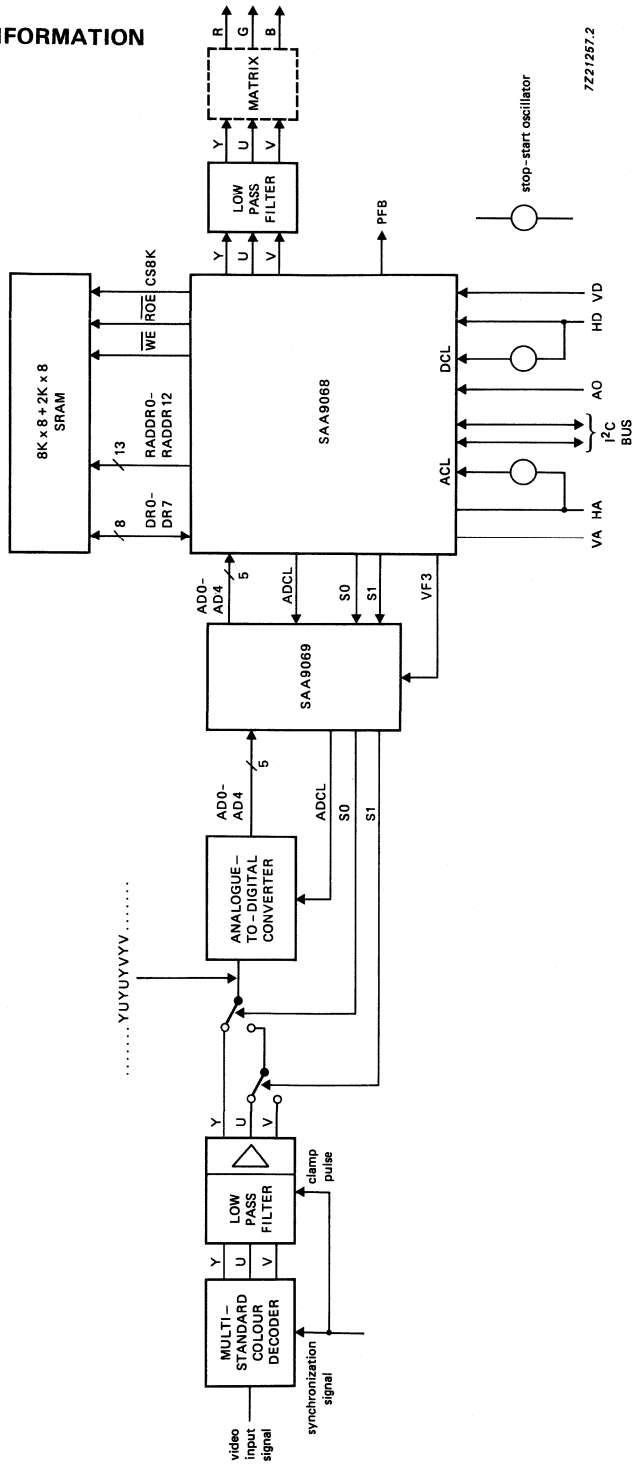 NFORMATION
8K x 8 + 2K x 8
SRAM
8
DR0-
DR7
13
RADDR0-
RADDR12
WE
ROE
CS8K
SAA9068
Y
U
V
LOW
PASS
FILTER
Y
U
V
MATRIX
R
G
B
PFB
stop-start oscillator
7Z21257.2
VA
HA
ACL
I²C
BUS
A0
DCL
HD
VD
AD0-
AD4
5
ADCL
S0
S1
VF3
SAA9069
AD0-
AD4
5
ADCL
S0
S1
ANALOGUE-
TO-DIGITAL
CONVERTER
.......YUYUYVYV.......
Y
U
V
LOW
PASS
FILTER
clamp
pulse
Y
U
V
MULTI-
STANDARD
COLOUR
DECODER
video
input
signal
synchronization
signal